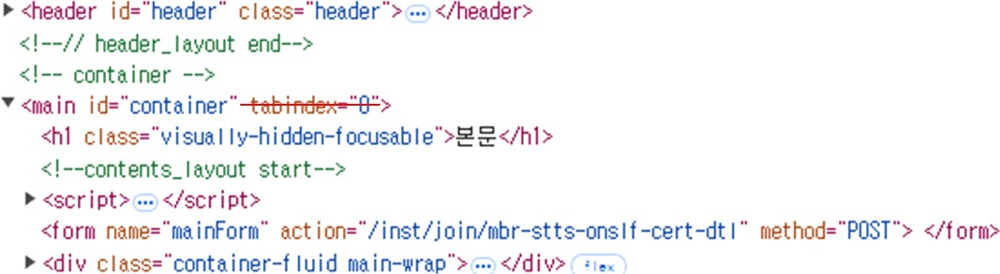 ▶ <header id="header" class="header">⋯</header>
<!--// header_layout end-->
<!-- container -->
▼ <main id="container" tabindex="0">
<h1 class="visually-hidden-focusable">본문</h1>
<!--contents_layout start-->
▶ <script>⋯</script>
<form name="mainForm" action="/inst/join/mbr-stts-onslf-cert-dtl" method="POST"> </form>
▶ <div class="container-fluid main-wrap">⋯</div> flex